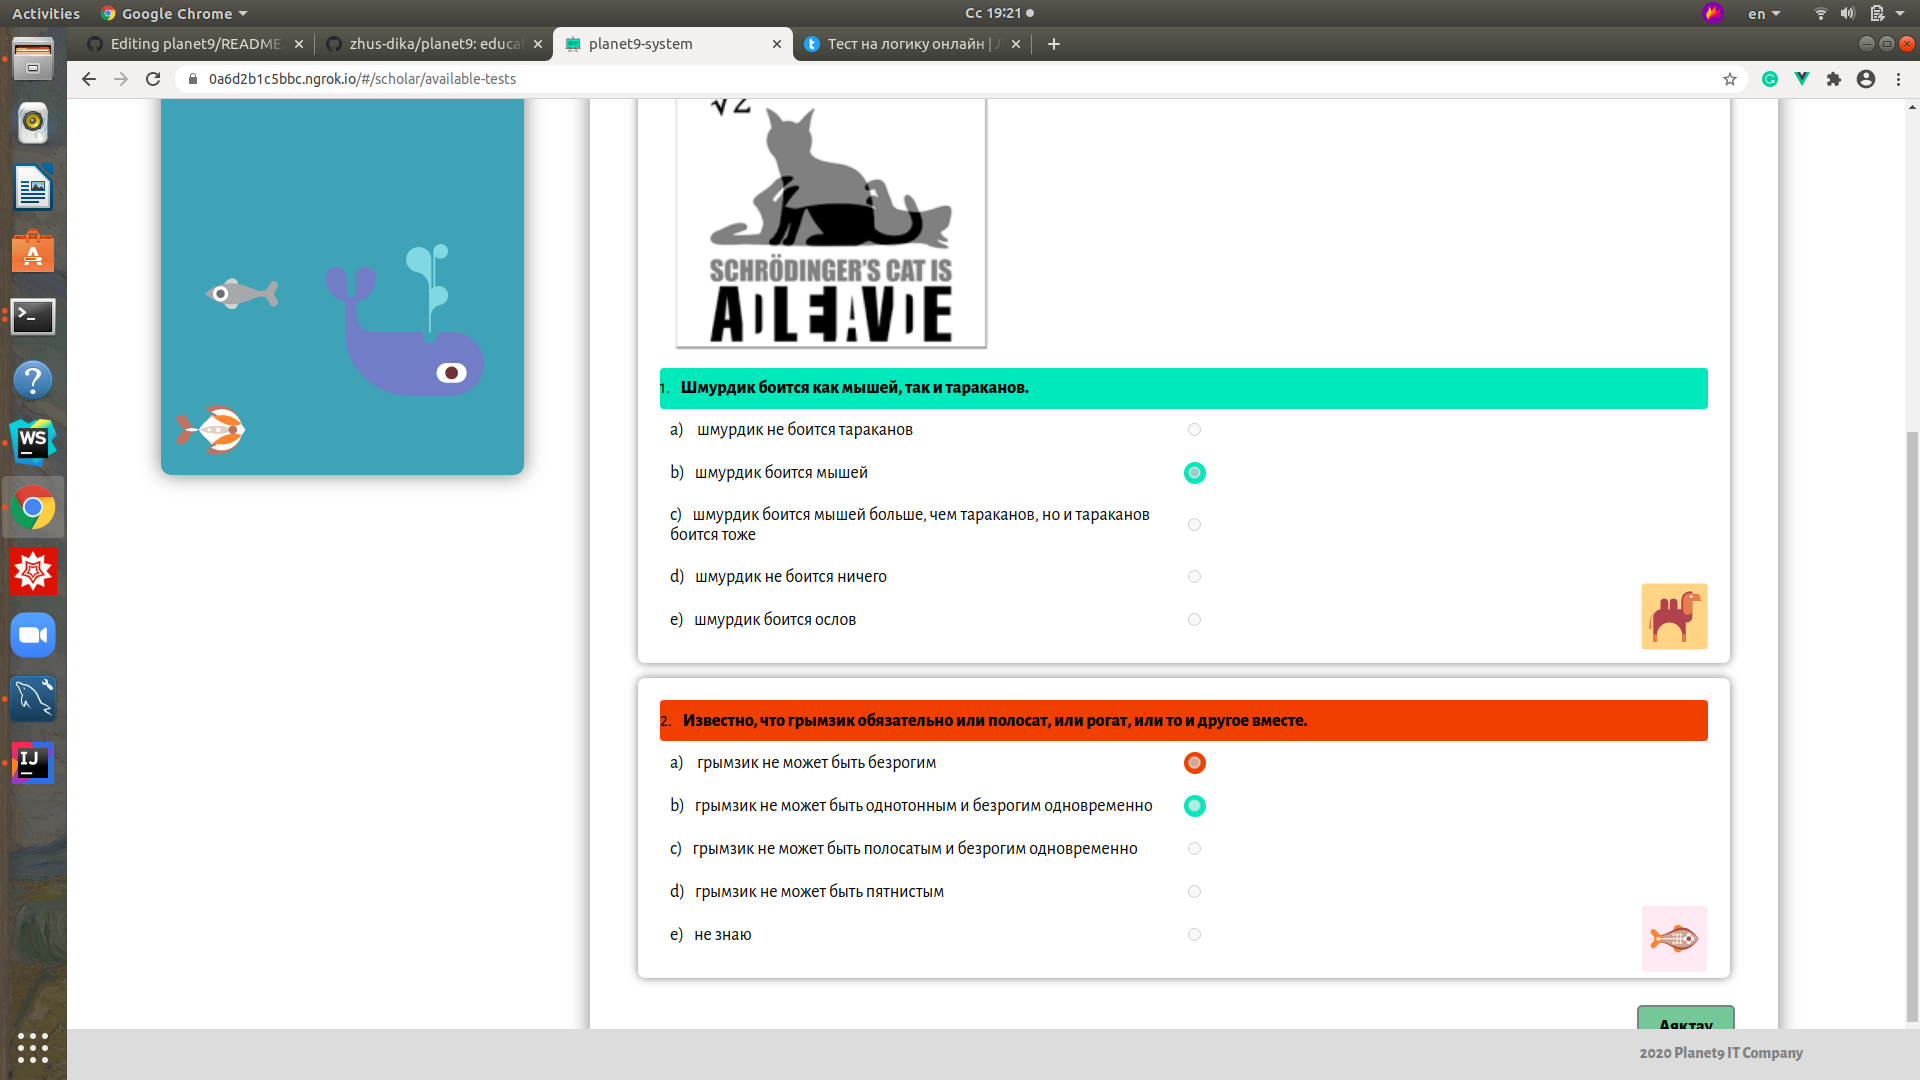 Activities
Google Chrome
Сс 19:21
en
Editing planet9/README
zhus-dika/planet9: educa
planet9-system
Тест на логику онлайн |
0a6d2b1c5bbc.ngrok.io/#/scholar/available-tests
√2
SCHRÖDINGER'S CAT IS
1. Шмурдик боится как мышей, так и тараканов.
a) шмурдик не боится тараканов
b) шмурдик боится мышей
c) шмурдик боится мышей больше, чем тараканов, но и тараканов
боится тоже
d) шмурдик не боится ничего
e) шмурдик боится ослов
2. Известно, что грымзик обязательно или полосат, или рогат, или то и другое вместе.
a) грымзик не может быть безрогим
b) грымзик не может быть однотонным и безрогим одновременно
c) грымзик не может быть полосатым и безрогим одновременно
d) грымзик не может быть пятнистым
e) не знаю
Аяқтау
2020 Planet9 IT Company
WS
IJ